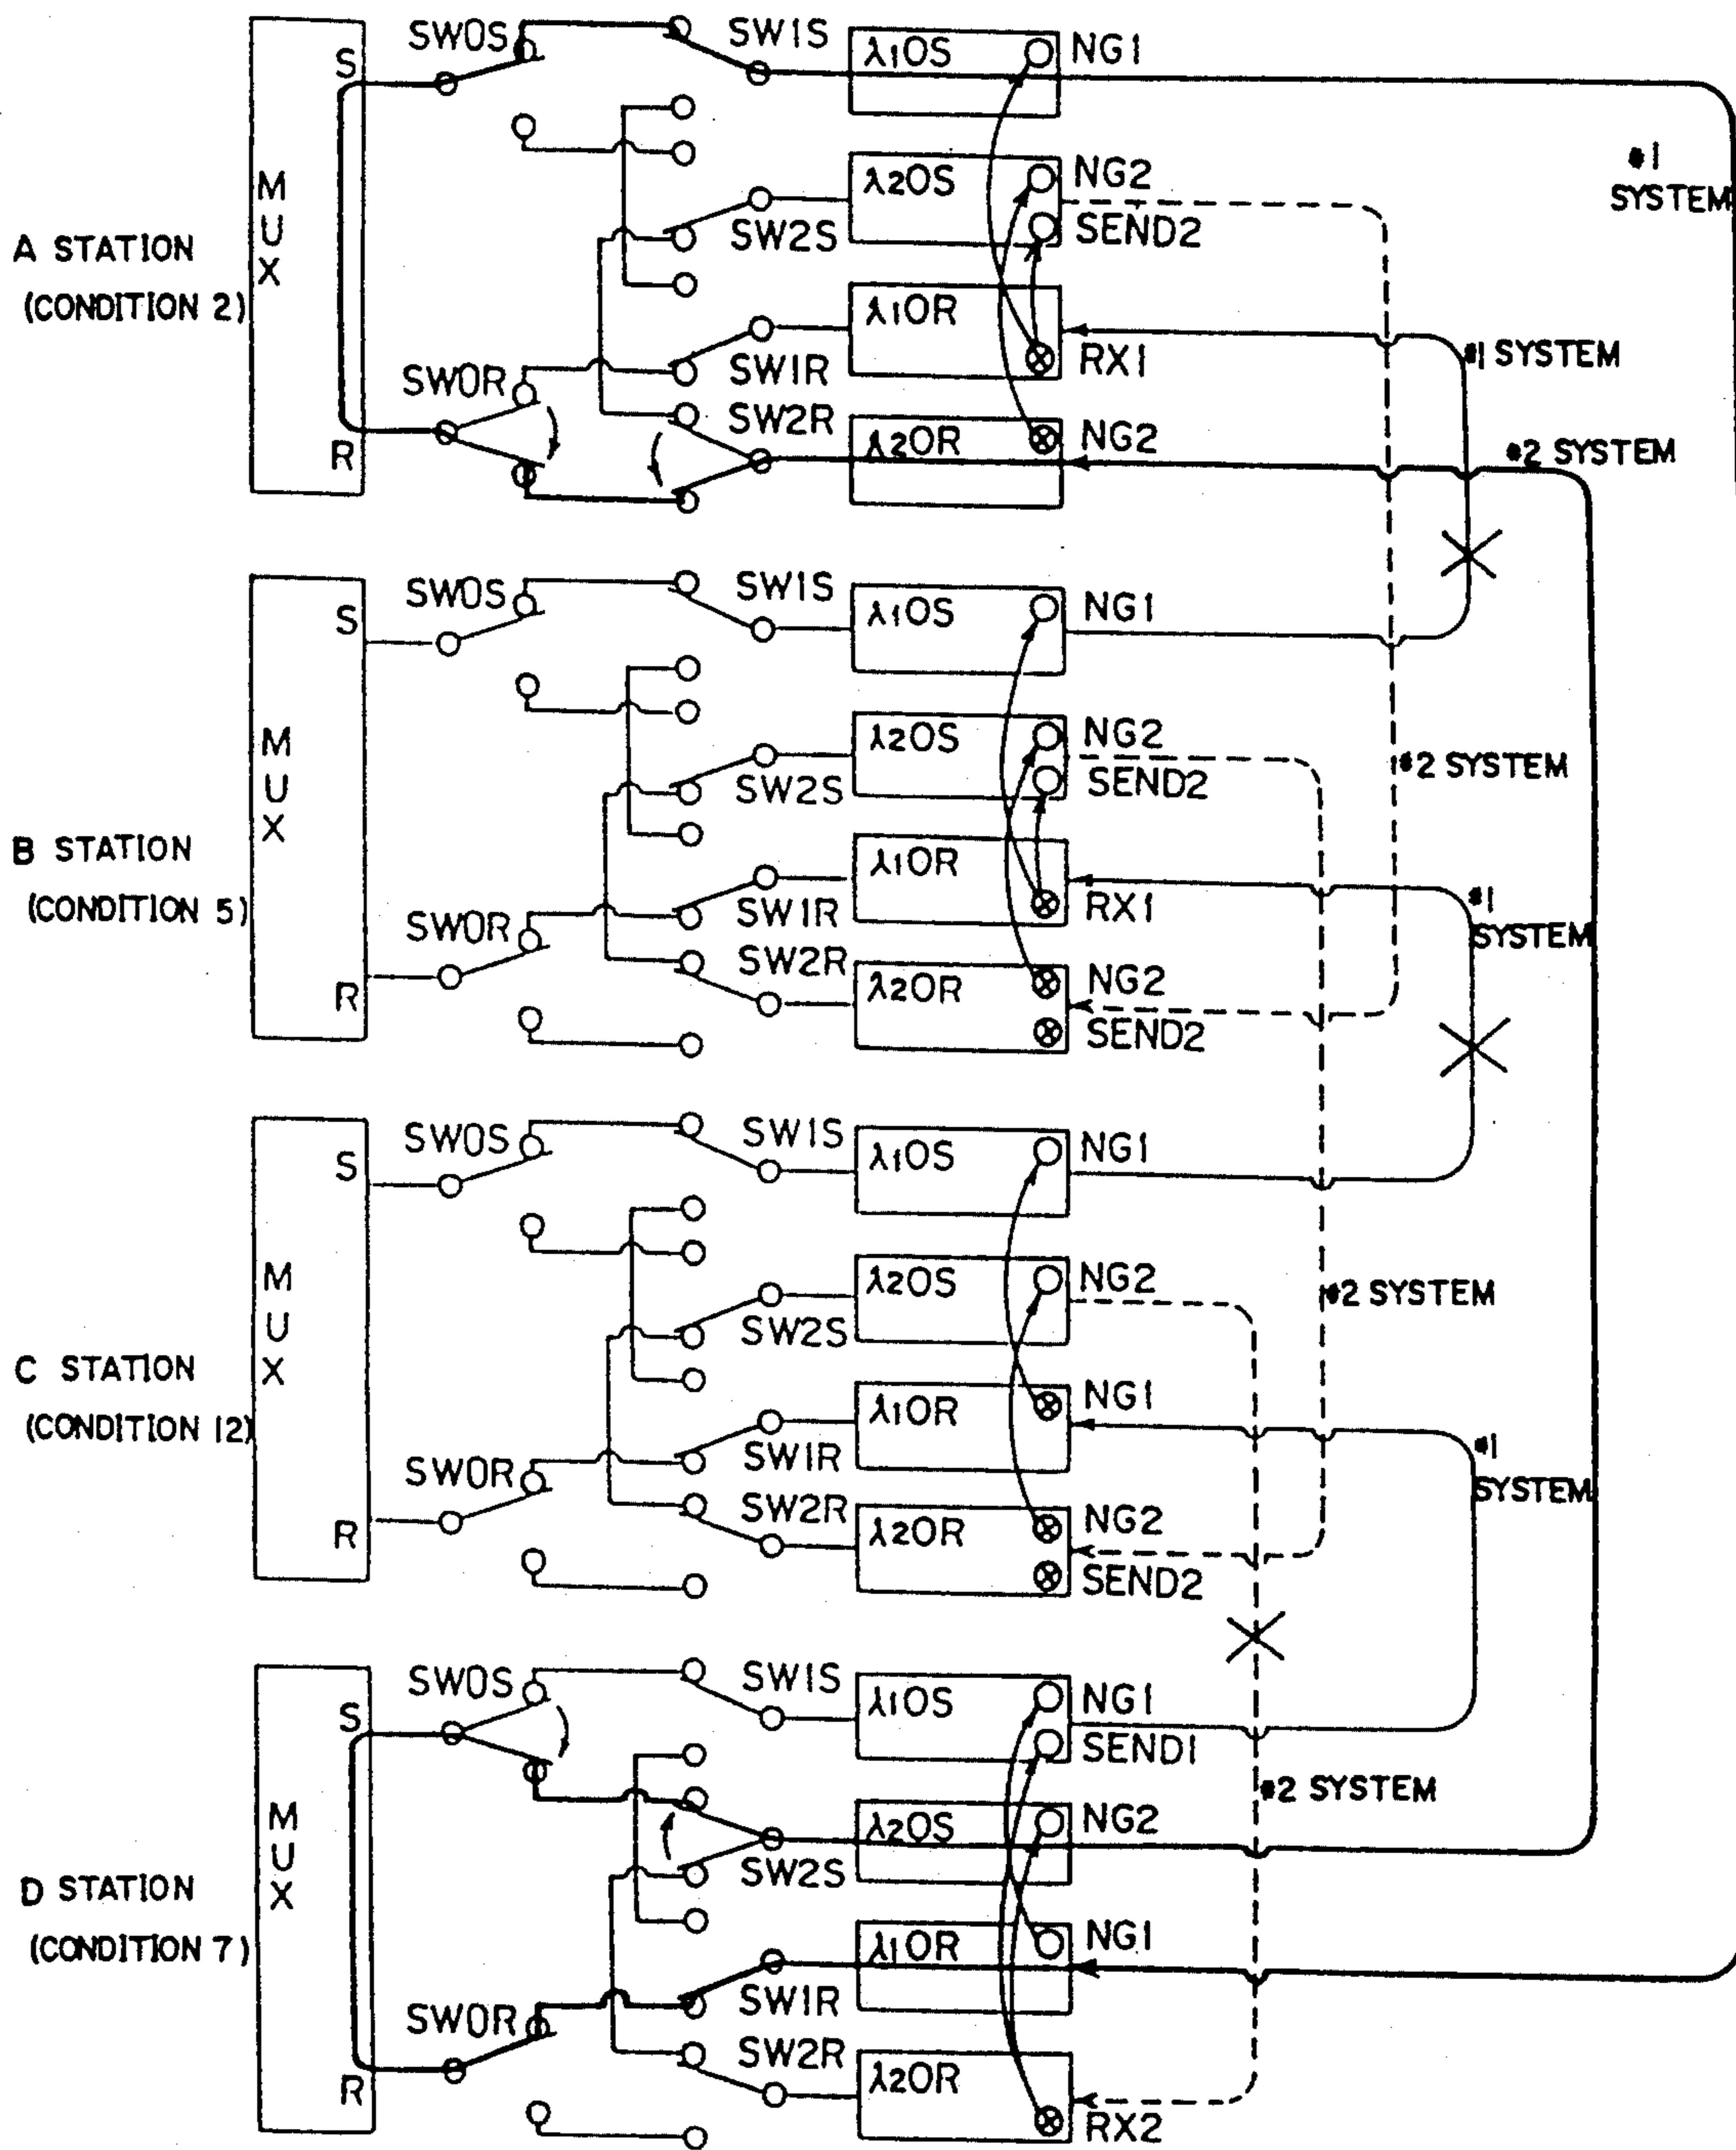 A STATION
(CONDITION 2)
MUX
S
R
SW0S
SW1S
SW2S
SW0R
SW1R
SW2R
λ1OS
NG1
λ2OS
NG2
SEND2
λ1OR
RX1
λ2OR
NG2
#1
SYSTEM
#1 SYSTEM
#2 SYSTEM
B STATION
(CONDITION 5)
MUX
S
R
SW0S
SW1S
SW2S
SW0R
SW1R
SW2R
λ1OS
NG1
λ2OS
NG2
SEND2
λ1OR
RX1
λ2OR
NG2
SEND2
#2 SYSTEM
#1
SYSTEM
C STATION
(CONDITION 12)
MUX
S
R
SW0S
SW1S
SW2S
SW0R
SW1R
SW2R
λ1OS
NG1
λ2OS
NG2
λ1OR
NG1
λ2OR
NG2
SEND2
#2 SYSTEM
#1
SYSTEM
D STATION
(CONDITION 7)
MUX
S
R
SW0S
SW1S
SW2S
SW0R
SW1R
SW2R
λ1OS
NG1
SEND1
λ2OS
NG2
λ1OR
NG1
λ2OR
RX2
#2 SYSTEM